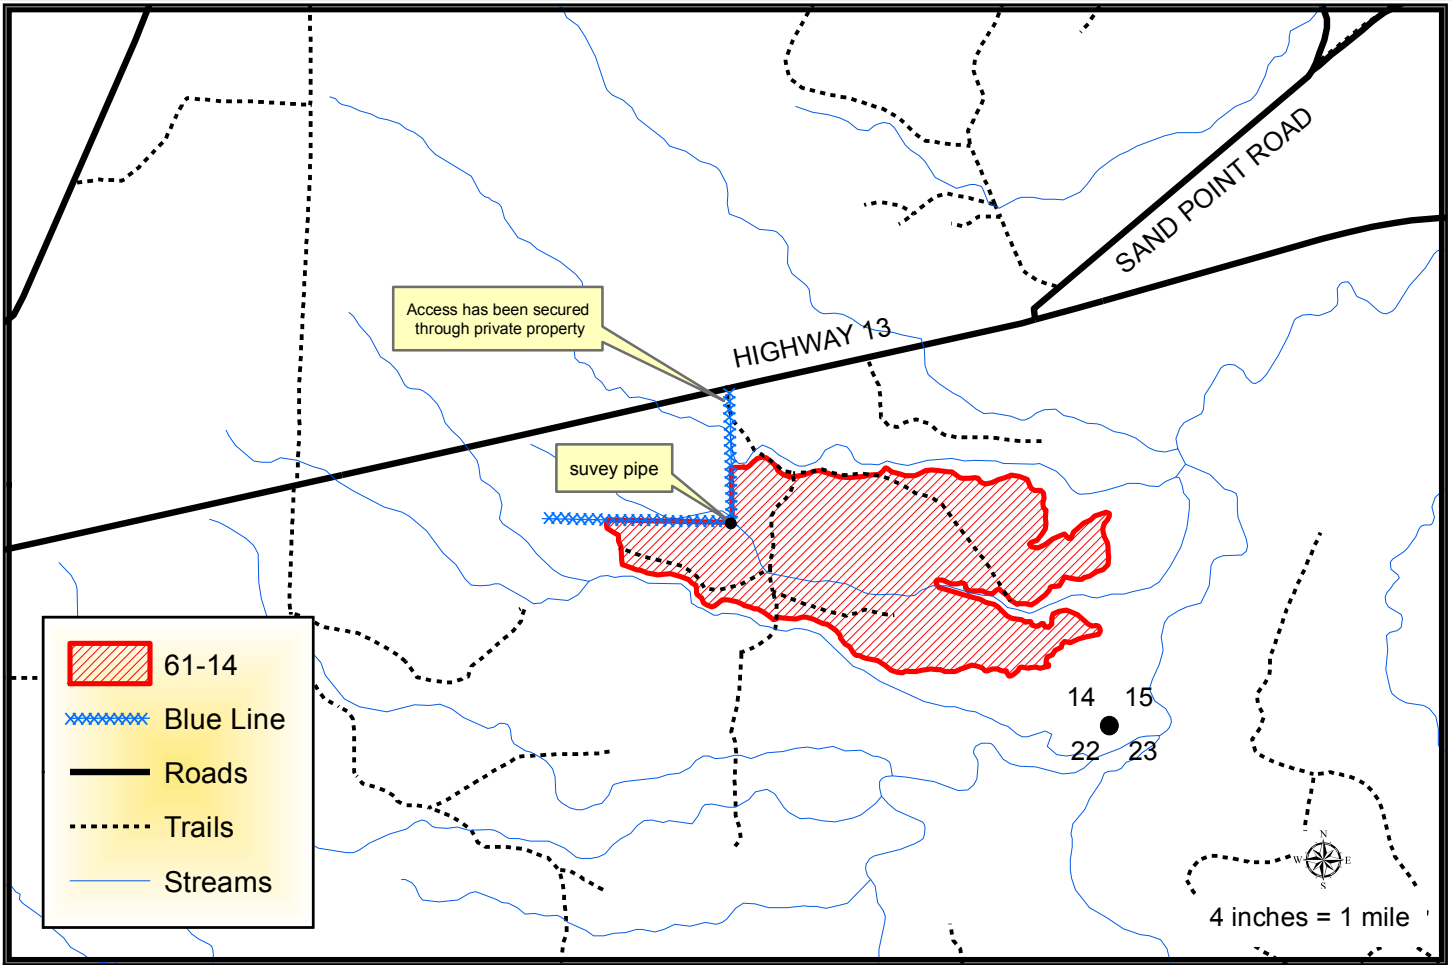 SAND POINT ROAD
Access has been secured
through private property
HIGHWAY 13
suvey pipe
61-14
Blue Line
Roads
Trails
Streams
14 15
22 23
N
W E
S
4 inches = 1 mile